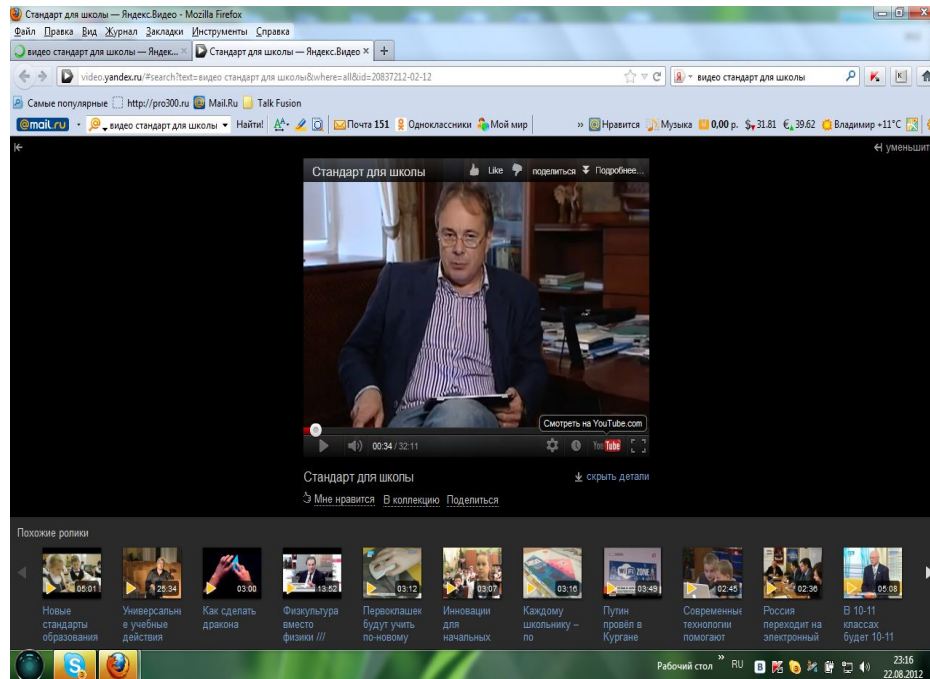 Стандарт для школы — Яндекс.Видео - Mozilla Firefox
Файл Правка Вид Журнал Закладки Инструменты Справка
видео стандарт для школы — Яндек... × Стандарт для школы — Яндекс.Видео × +
video.yandex.ru/#search?text=видео стандарт для школы&where=all&id=20837212-02-12 видео стандарт для школы
Самые популярные http://pro300.ru Mail.Ru Talk Fusion
@mail.ru видео стандарт для школы Найти! Почта 151 Одноклассники Мой мир » Нравится Музыка 0,00 р. $ 31.81 € 39.62 Владимир +11°C
уменьшит
Стандарт для школы Like поделиться Подробнее...
Смотреть на YouTube.com
00:34 / 32:11 You Tube
Стандарт для школы скрыть детали
Мне нравится В коллекцию Поделиться
Похожие ролики
05:01 25:34 03:00 13:52 03:12 03:07 03:16 03:49 02:45 02:36 05:08
Новые стандарты образования
Универсальн е учебные действия
Как сделать дракона
Физкультура вместо физики ///
Первоклашек будут учить по-новому
Инновации для начальных
Каждому школьнику – по
Путин провёл в Кургане
Современные технологии помогают
Россия переходит на электронный
В 10-11 классах будет 10-11
Рабочий стол » RU 23:16
22.08.2012